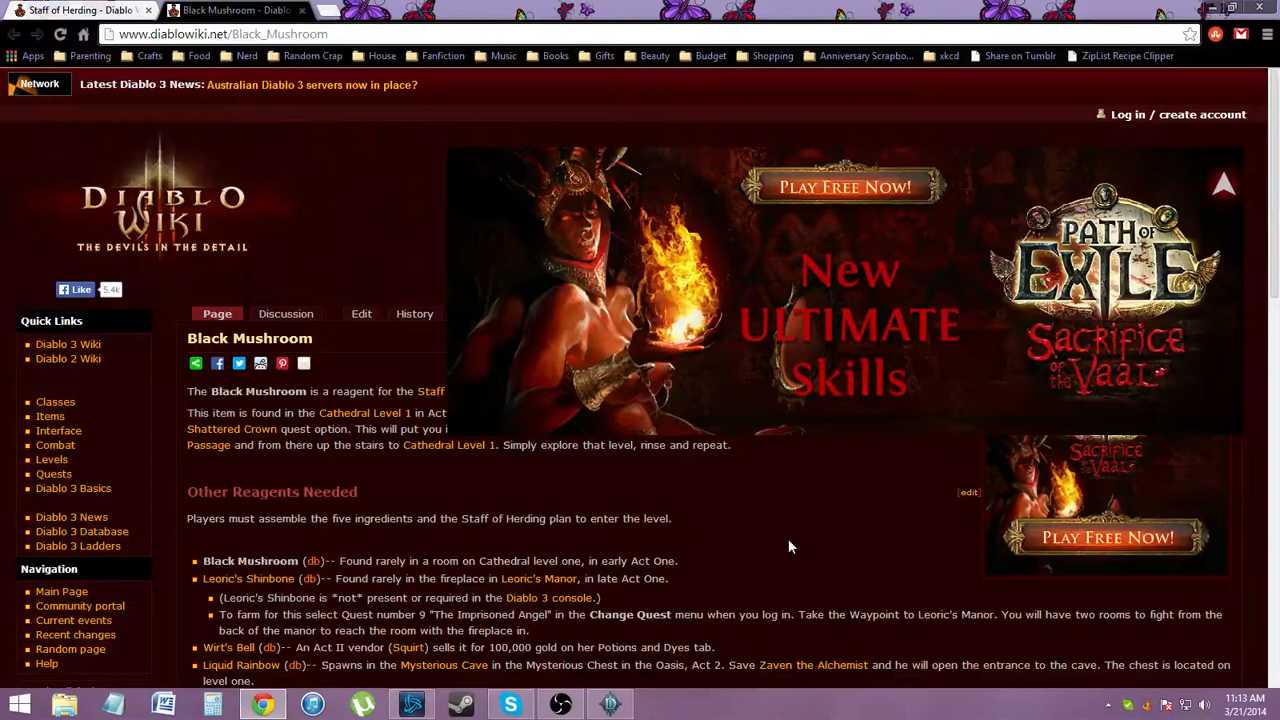 Staff of Herding - Diablo W
Black Mushroom - Diablo
www.diablowiki.net/Black_Mushroom
Apps Parenting Crafts Food Nerd Random Crap House Fanfiction Music Books Gifts Beauty Budget Shopping Anniversary Scrapbo... xkcd Share on Tumblr ZipList Recipe Clipper
Network Latest Diablo 3 News: Australian Diablo 3 servers now in place?
Log in / create account
DIABLO
WIKI
THE DEVILS IN THE DETAIL
PLAY FREE NOW!
New
ULTIMATE
Skills
PATH OF
EXILE
SACRIFICE
OF THE VAAL
Like 5.4k
Page Discussion Edit History
Quick Links
Diablo 3 Wiki
Diablo 2 Wiki
Classes
Items
Interface
Combat
Levels
Quests
Diablo 3 Basics
Diablo 3 News
Diablo 3 Database
Diablo 3 Ladders
Navigation
Main Page
Community portal
Current events
Recent changes
Random page
Help
Black Mushroom
The Black Mushroom is a reagent for the Staff
This item is found in the Cathedral Level 1 in Act
Shattered Crown quest option. This will put you i
Passage and from there up the stairs to Cathedral Level 1. Simply explore that level, rinse and repeat.
SACRIFICE
OF THE VAAL
PLAY FREE NOW!
Other Reagents Needed [edit]
Players must assemble the five ingredients and the Staff of Herding plan to enter the level.
Black Mushroom (db)-- Found rarely in a room on Cathedral level one, in early Act One.
Leoric's Shinbone (db)-- Found rarely in the fireplace in Leoric's Manor, in late Act One.
(Leoric's Shinbone is *not* present or required in the Diablo 3 console.)
To farm for this select Quest number 9 "The Imprisoned Angel" in the Change Quest menu when you log in. Take the Waypoint to Leoric's Manor. You will have two rooms to fight from the
back of the manor to reach the room with the fireplace in.
Wirt's Bell (db)-- An Act II vendor (Squirt) sells it for 100,000 gold on her Potions and Dyes tab.
Liquid Rainbow (db)-- Spawns in the Mysterious Cave in the Mysterious Chest in the Oasis, Act 2. Save Zaven the Alchemist and he will open the entrance to the cave. The chest is located on
level one.
11:13 AM
3/21/2014